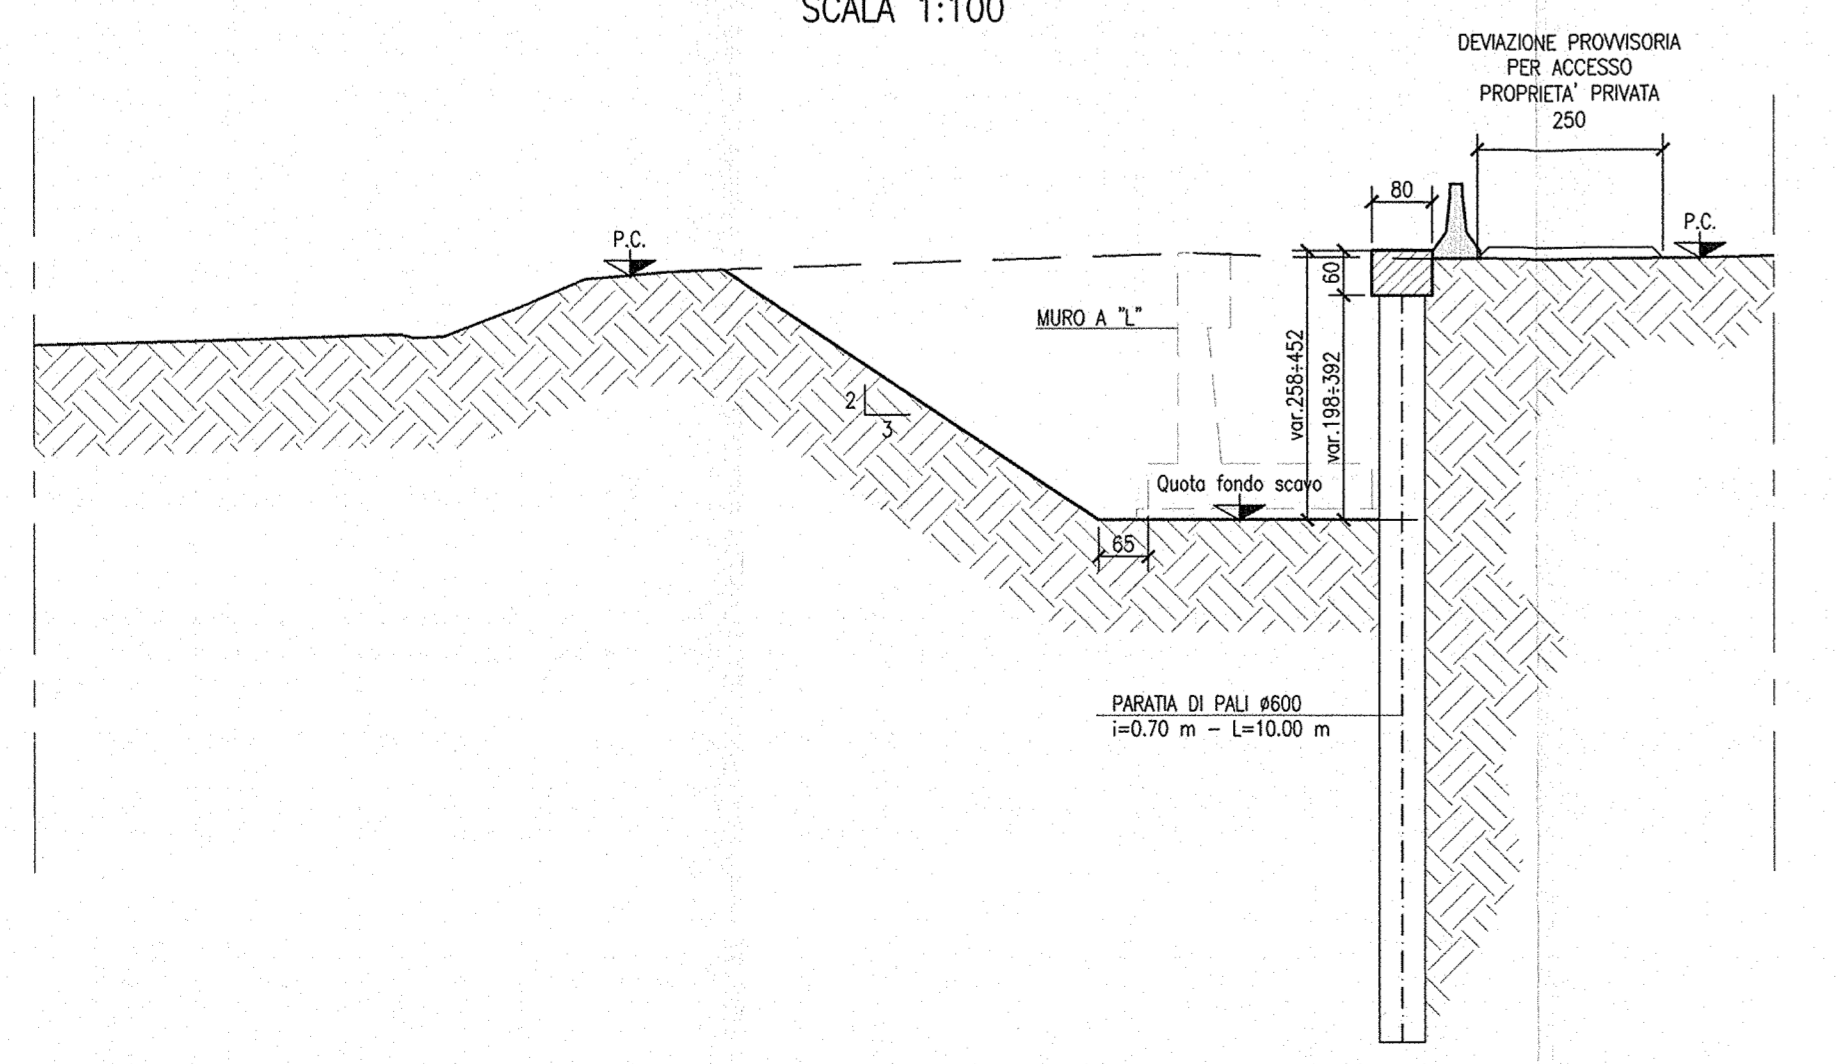 SCALA 1:100
DEVIAZIONE PROVVISORIA
PER ACCESSO
PROPRIETA' PRIVATA
250
80
P.C.
P.C.
60
MURO A "L"
var.258÷452
var.198÷392
2
3
Quota fondo scavo
65
PARATIA DI PALI ø600
i=0.70 m - L=10.00 m